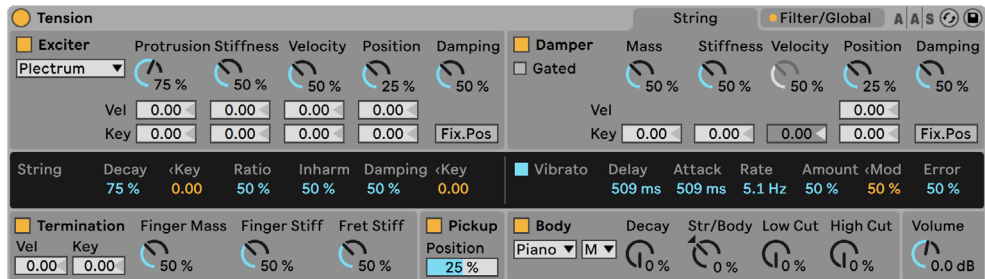 Tension String Filter/Global A A S
Exciter Protrusion Stiffness Velocity Position Damping
Plectrum
75 % 50 % 50 % 25 % 50 %
Vel 0.00 0.00 0.00 0.00
Key 0.00 0.00 0.00 0.00 Fix.Pos
Damper Mass Stiffness Velocity Position Damping
Gated
50 % 50 % 50 % 25 % 50 %
Vel 0.00
Key 0.00 0.00 0.00 0.00 Fix.Pos
String Decay ‹Key Ratio Inharm Damping ‹Key
75 % 0.00 50 % 50 % 50 % 0.00
Vibrato Delay Attack Rate Amount ‹Mod Error
509 ms 509 ms 5.1 Hz 50 % 50 % 50 %
Termination Finger Mass Finger Stiff Fret Stiff
Vel Key
0.00 0.00 50 % 50 % 50 %
Pickup
Position
25 %
Body Decay Str/Body Low Cut High Cut
Piano M
0 % 0 % 0 % 0 %
Volume
0.0 dB